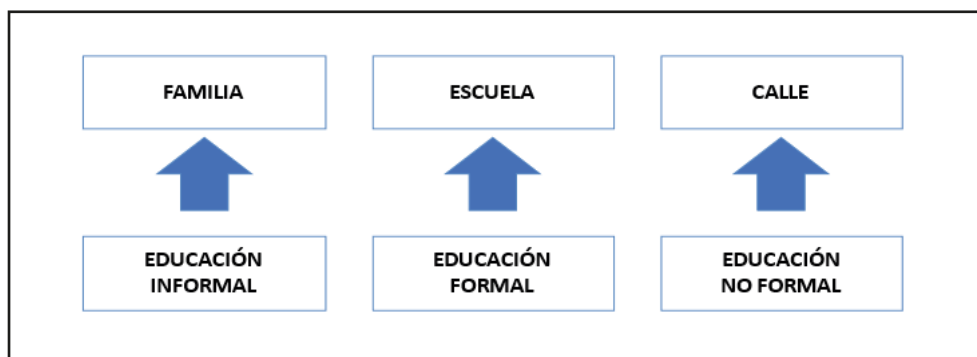 FAMILIA
ESCUELA
CALLE
EDUCACIÓN
INFORMAL
EDUCACIÓN
FORMAL
EDUCACIÓN
NO FORMAL